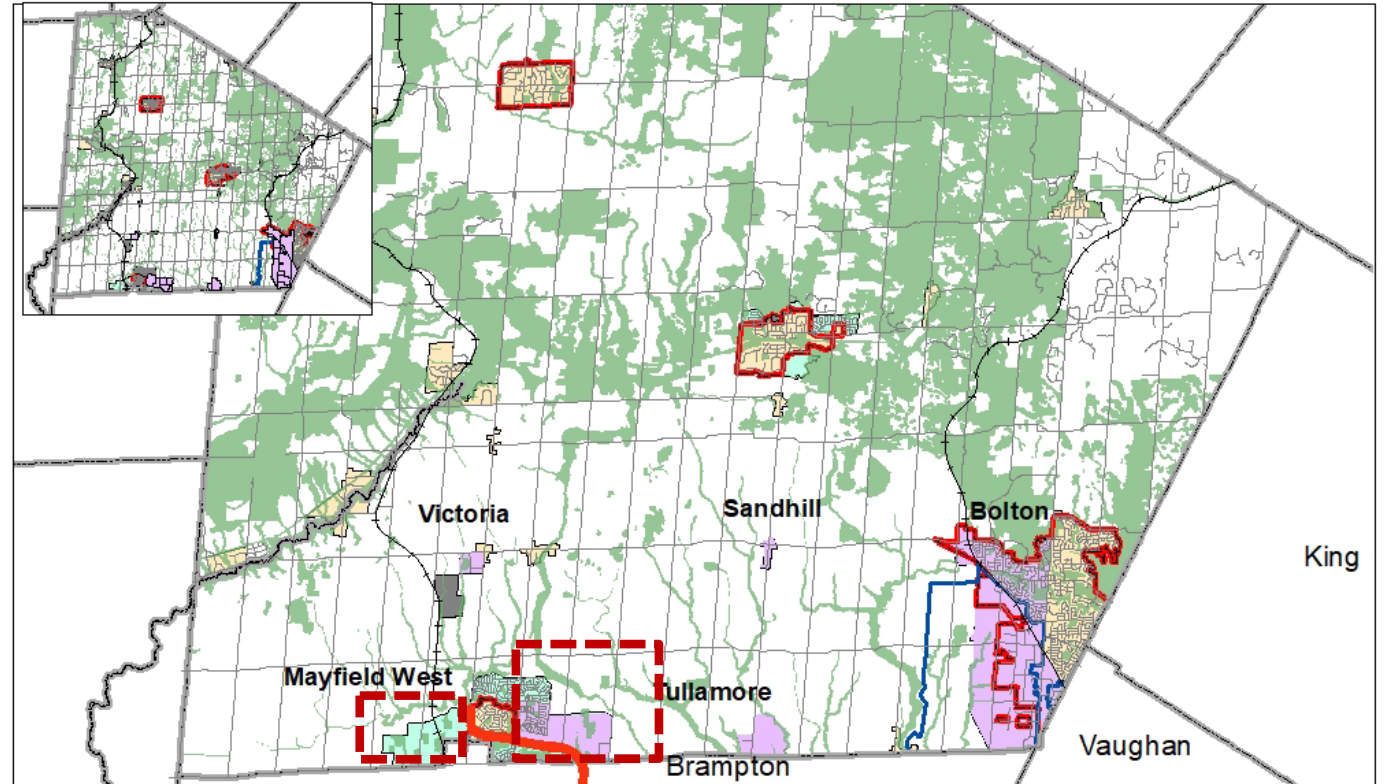 Victoria
Sandhill
Bolton
King
Mayfield West
ullamore
Vaughan
Brampton